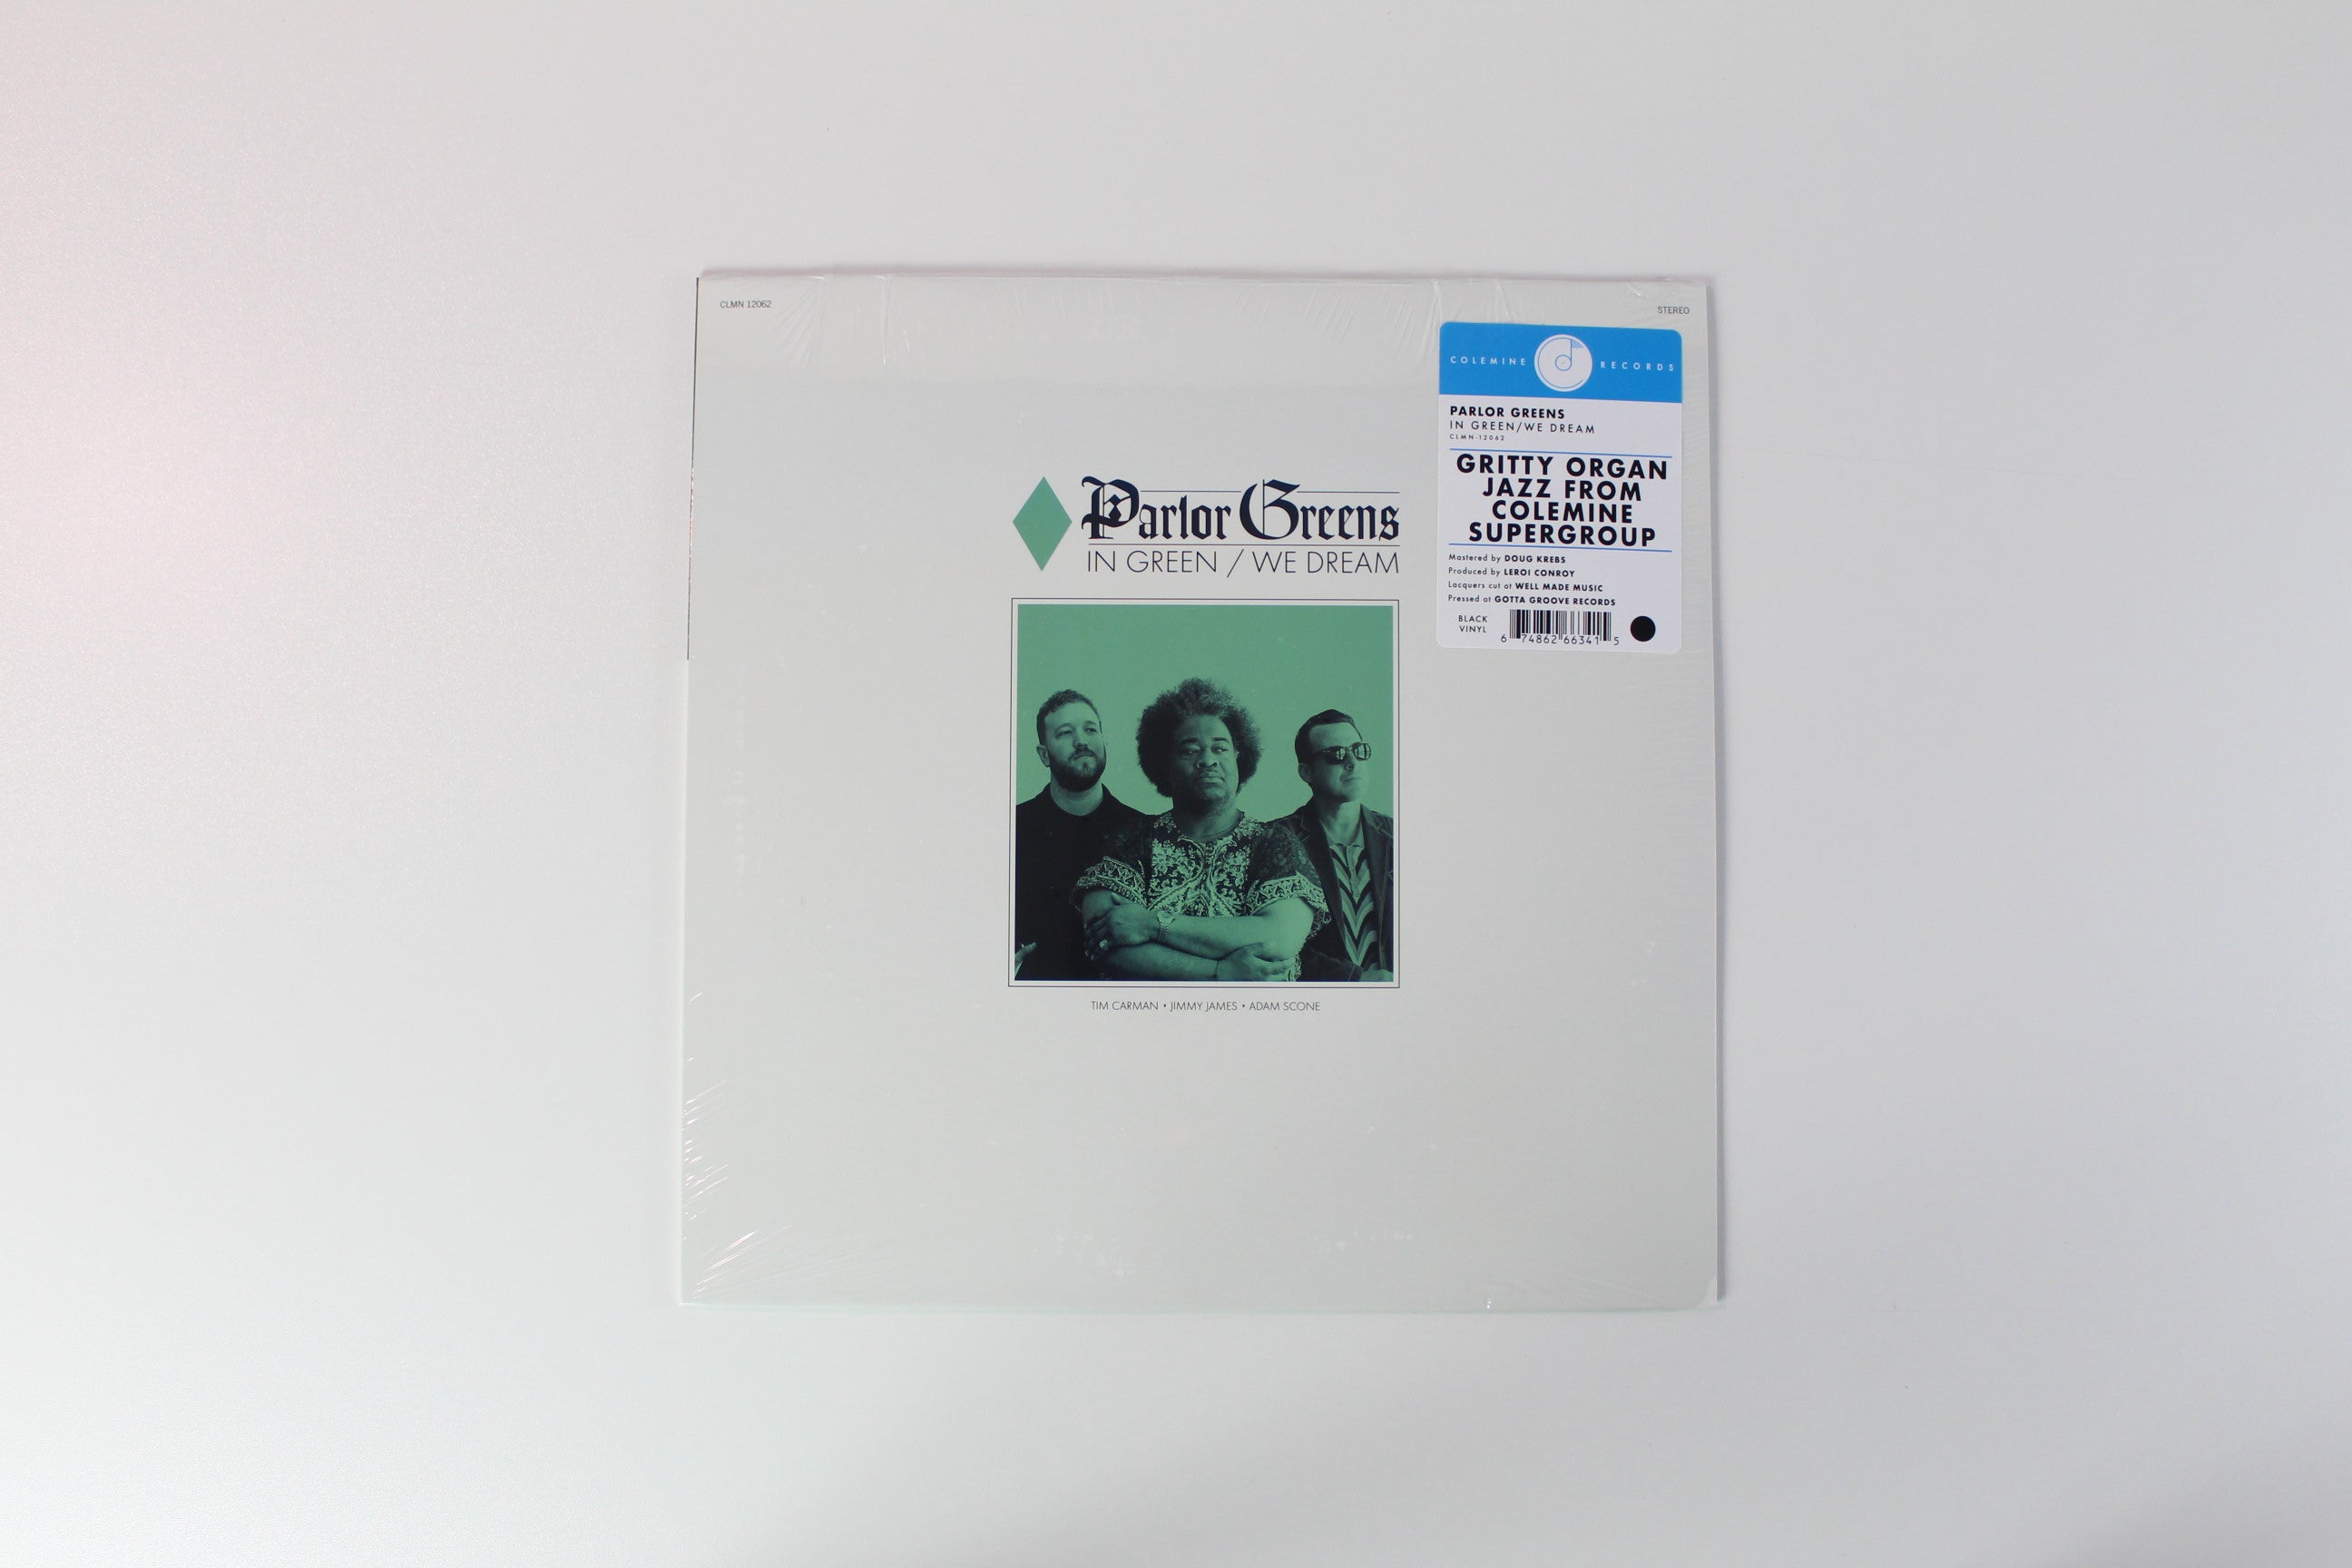 CLMN 12062
STEREO
COLEMINE RECORDS
PARLOR GREENS
IN GREEN/WE DREAM
CLMN-12062
GRITTY ORGAN
JAZZ FROM
COLEMINE
SUPERGROUP
Mastered by DOUG KREBS
Produced by LEROI CONROY
Lacquers cut at WELL MADE MUSIC
Pressed at GOTTA GROOVE RECORDS
BLACK
VINYL
6 74862 66341 5
Parlor Greens
IN GREEN / WE DREAM
TIM CARMAN • JIMMY JAMES • ADAM SCONE